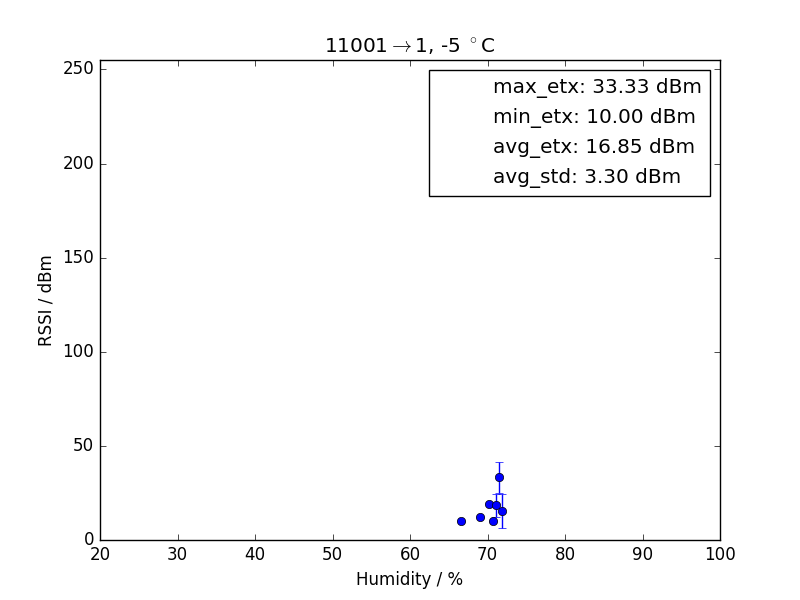 11001→1, -5 °C
max_etx: 33.33 dBm
min_etx: 10.00 dBm
avg_etx: 16.85 dBm
avg_std: 3.30 dBm
RSSI / dBm
250
200
150
100
50
0
20 30 40 50 60 70 80 90 100
Humidity / %